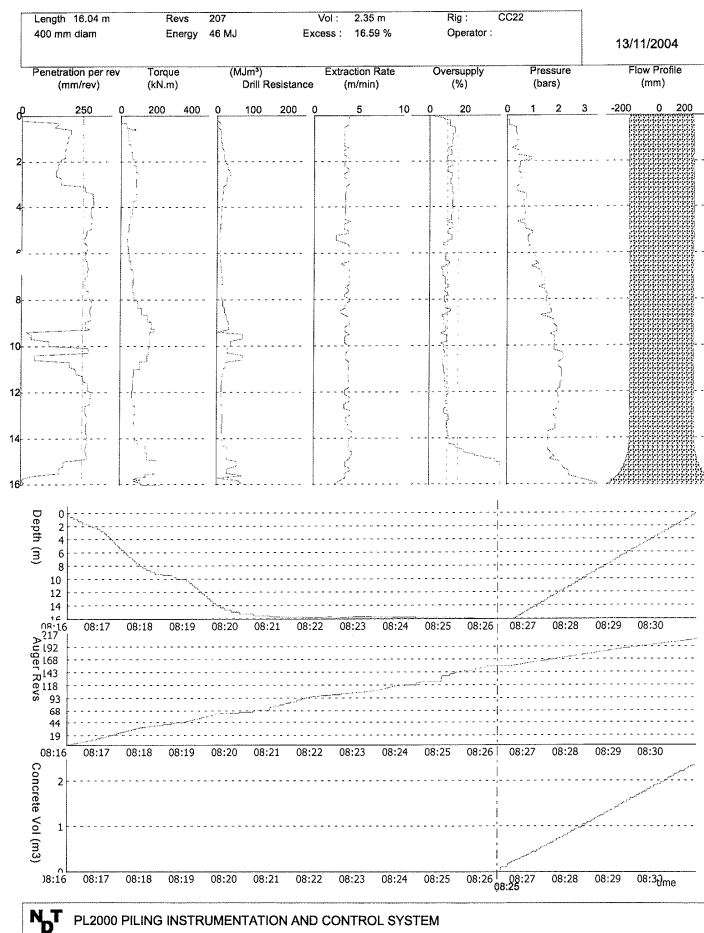 Length 16.04 m Revs 207 Vol : 2.35 m Rig : CC22
400 mm diam Energy 46 MJ Excess : 16.59 % Operator :
13/11/2004
Penetration per rev Torque (MJm³) Extraction Rate Oversupply Pressure Flow Profile
(mm/rev) (kN.m) Drill Resistance (m/min) (%) (bars) (mm)
0 250 0 200 400 0 100 200 0 5 10 0 20 0 1 2 3 -200 0 200
0
2
4
8
10
12
14
16
Depth (m)
0
2
4
6
8
10
12
14
08:16 08:17 08:18 08:19 08:20 08:21 08:22 08:23 08:24 08:25 08:26 08:27 08:28 08:29 08:30
Auger Revs
217
192
168
143
118
93
68
44
19
08:16 08:17 08:18 08:19 08:20 08:21 08:22 08:23 08:24 08:25 08:26 08:27 08:28 08:29 08:30
Concrete Vol (m3)
2
1
0
08:16 08:17 08:18 08:19 08:20 08:21 08:22 08:23 08:24 08:25 08:26 08:27 08:28 08:29 08:30
08:25
NDT PL2000 PILING INSTRUMENTATION AND CONTROL SYSTEM